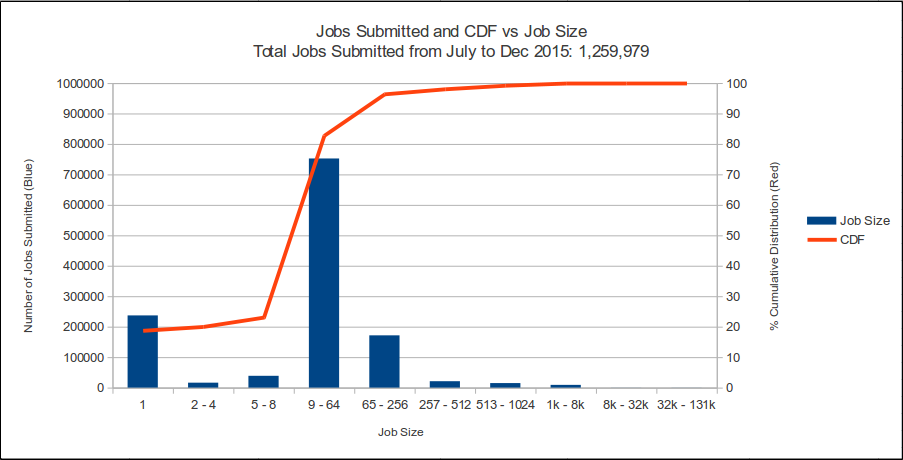 Jobs Submitted and CDF vs Job Size
Total Jobs Submitted from July to Dec 2015: 1,259,979
Number of Jobs Submitted (Blue)
1000000
900000
800000
700000
600000
500000
400000
300000
200000
100000
0
100
90
80
70
60
50
40
30
20
10
0
% Cumulative Distribution (Red)
Job Size
CDF
1 2 - 4 5 - 8 9 - 64 65 - 256 257 - 512 513 - 1024 1k - 8k 8k - 32k 32k - 131k
Job Size